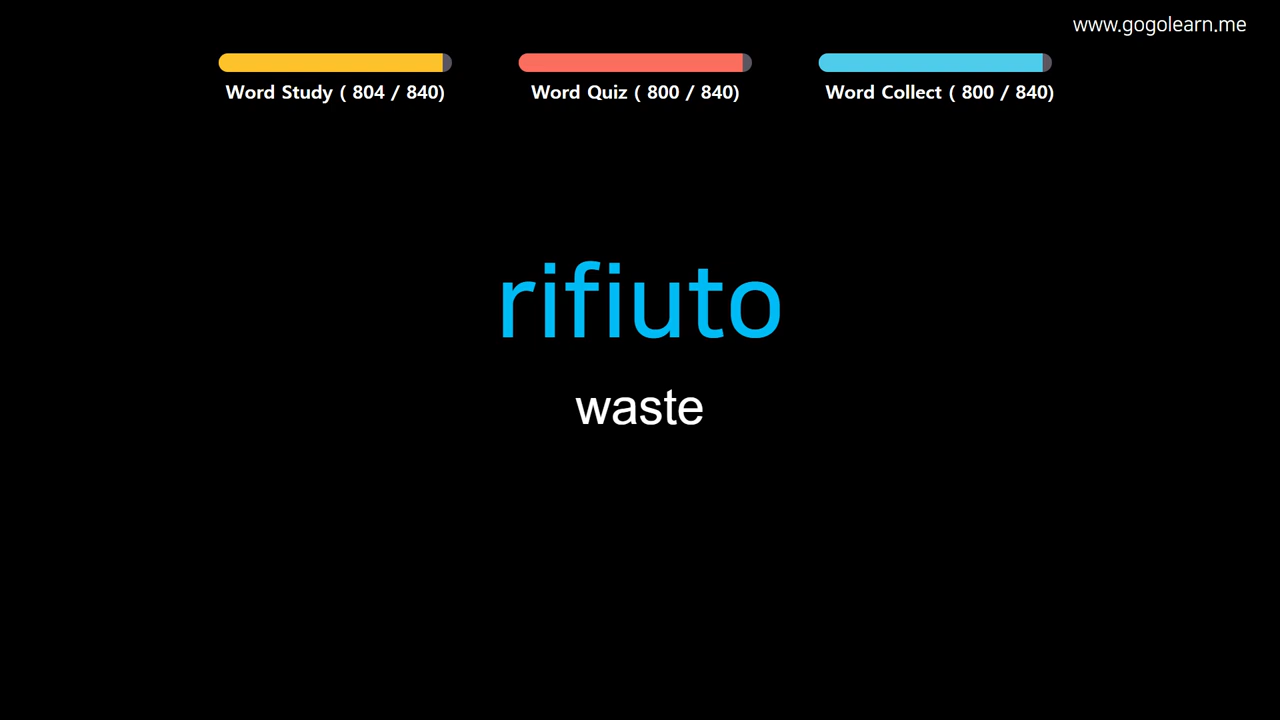 www.gogolearn.me
Word Study ( 804 / 840)
Word Quiz ( 800 / 840)
Word Collect ( 800 / 840)
rifiuto
waste